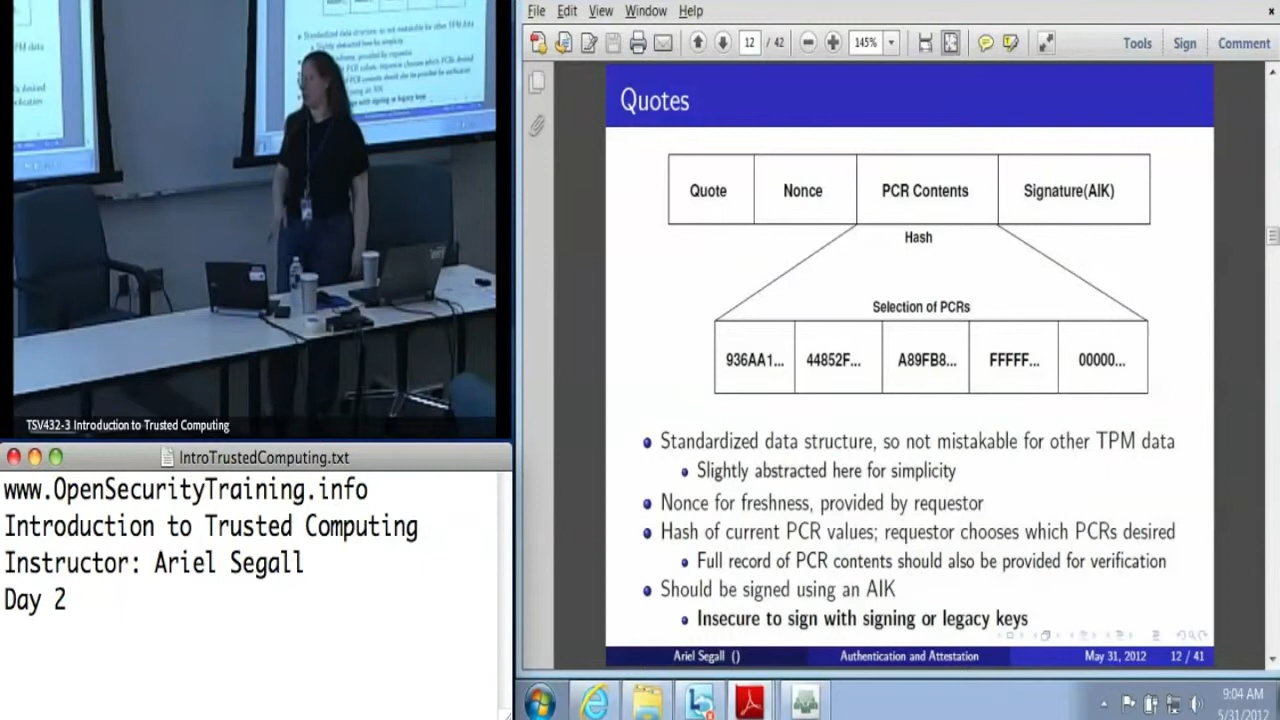 TSV432-3 Introduction to Trusted Computing
IntroTrustedComputing.txt
www.OpenSecurityTraining.info
Introduction to Trusted Computing
Instructor: Ariel Segall
Day 2
File Edit View Window Help
12 / 42
145%
Tools Sign Comment
Quotes
Quote Nonce PCR Contents Signature(AIK)
Hash
Selection of PCRs
936AA1... 44852F... A89FB8... FFFFF... 00000...
Standardized data structure, so not mistakable for other TPM data
Slightly abstracted here for simplicity
Nonce for freshness, provided by requestor
Hash of current PCR values; requestor chooses which PCRs desired
Full record of PCR contents should also be provided for verification
Should be signed using an AIK
Insecure to sign with signing or legacy keys
Ariel Segall () Authentication and Attestation May 31, 2012 12 / 41
9:04 AM
5/31/2012